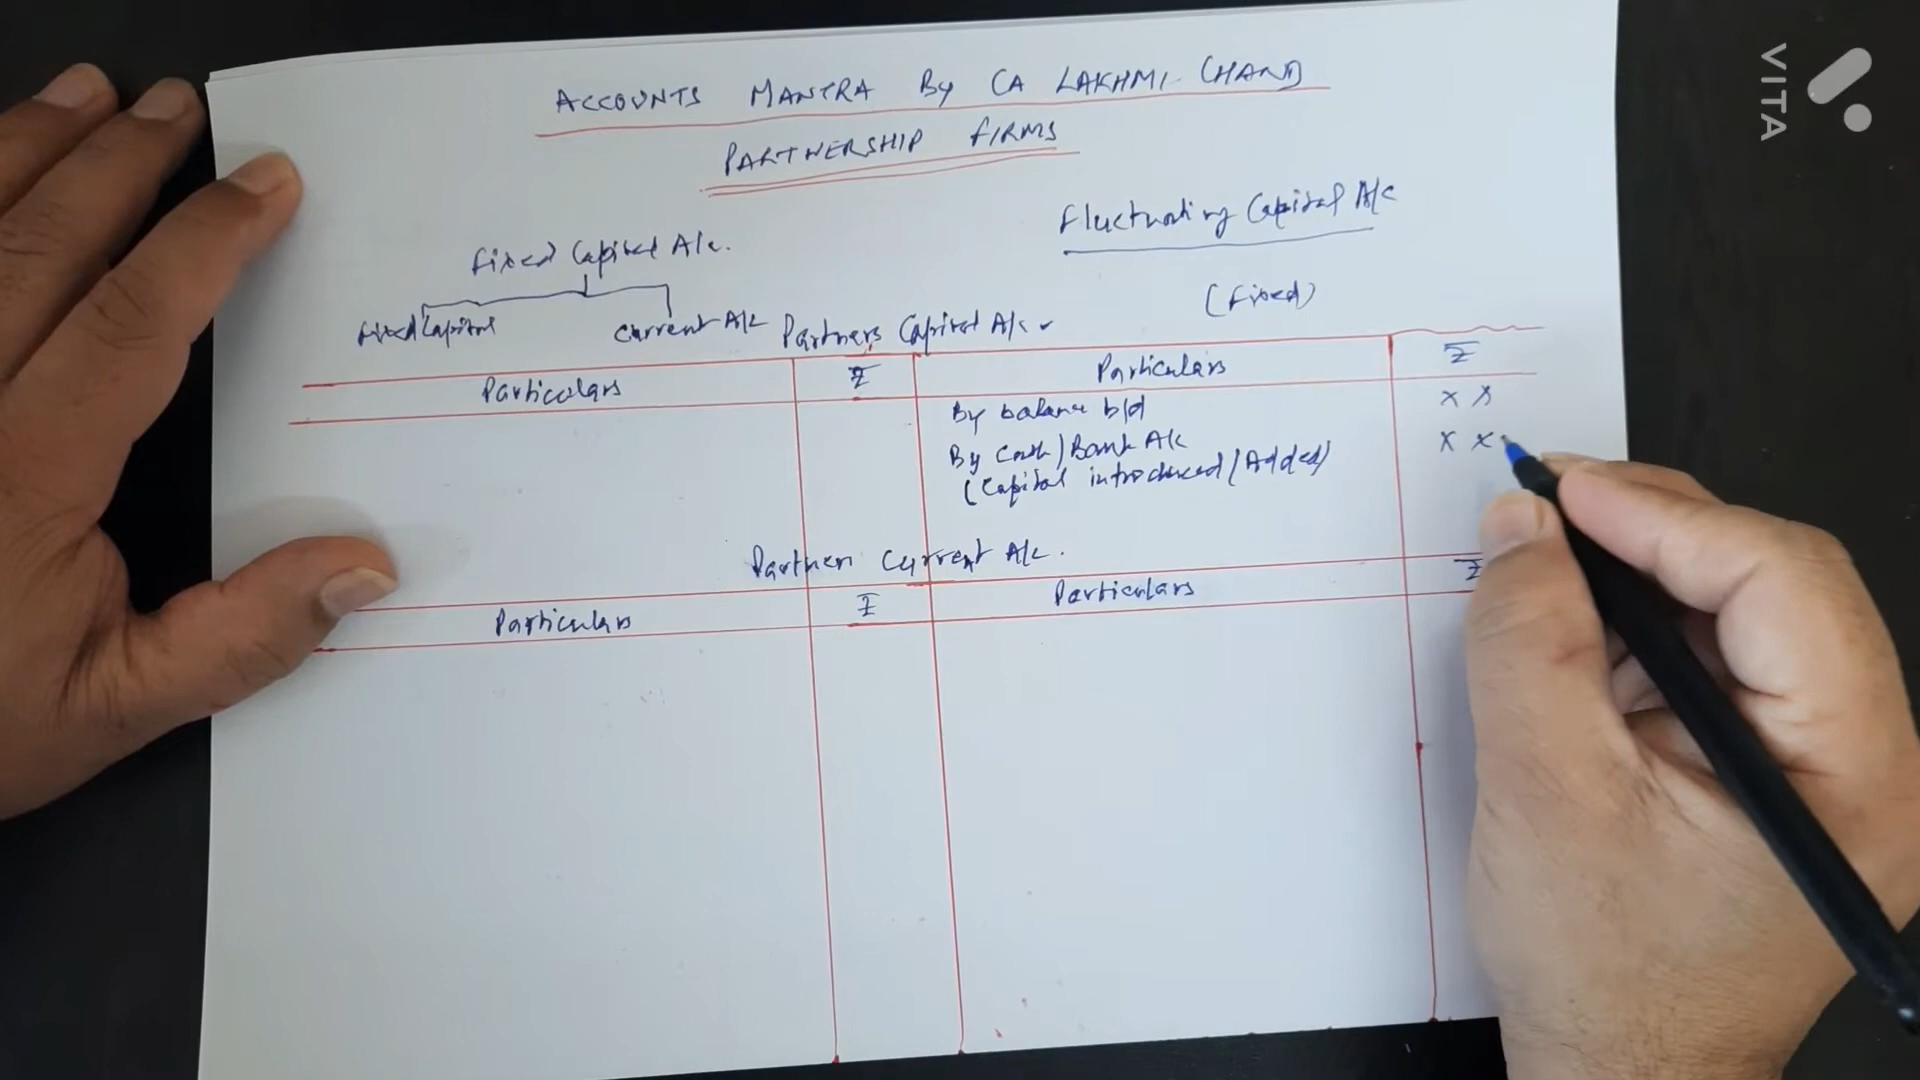 ACCOUNTS MANTRA By CA LAKHMI CHAND
PARTNERSHIP FIRMS
Fluctuating Capital A/c
Fixed Capital A/c.
(Fixed)
Fixed Capital Current A/c Partners Capital A/c
Particulars ₹ Particulars ₹
By balance b/d x x
By Cash/Bank A/c x x
(Capital introduced/Added)
Partners Current A/c.
Particulars ₹ Particulars ₹
VITA